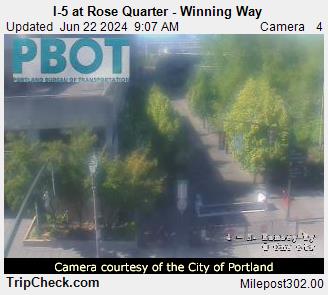 I-5 at Rose Quarter - Winning Way
Updated Jun 22 2024 9:07 AM Camera 4
PBOT
PORTLAND BUREAU OF TRANSPORTATION
Camera courtesy of the City of Portland
TripCheck.com Milepost302.00